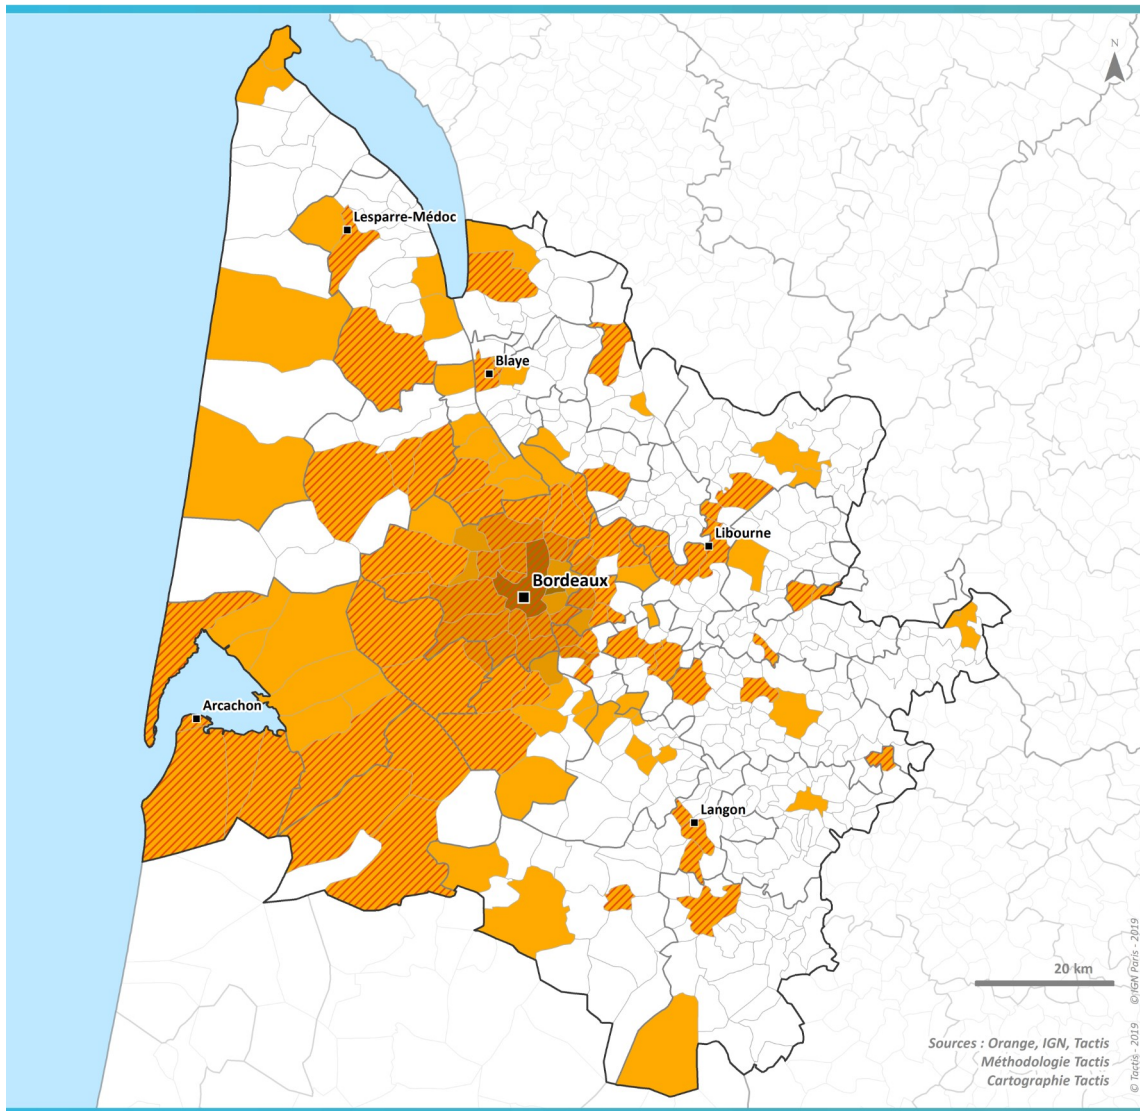 N
Lesparre-Médoc
Blaye
Libourne
Bordeaux
Arcachon
Langon
20 km
Sources : Orange, IGN, Tactis
Méthodologie Tactis
Cartographie Tactis
© Tactis - 2019 © IGN Paris - 2019